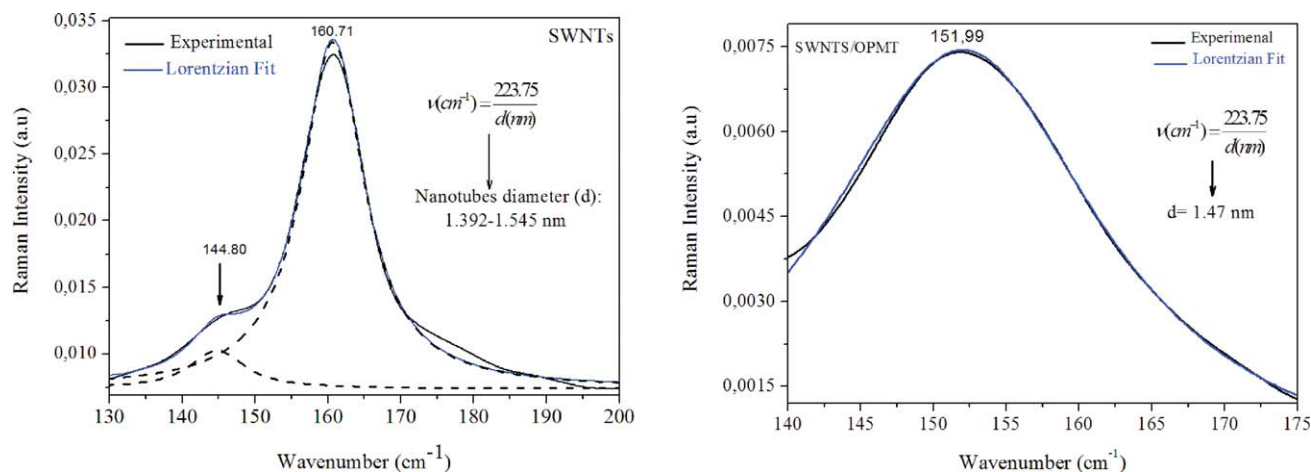 0,035
0,030
0,025
0,020
0,015
0,010
Raman Intensity (a.u)
Experimental
Lorentzian Fit
160.71
SWNTs
ν(cm⁻¹)=223.75/d(nm)
Nanotubes diameter (d):
1.392-1.545 nm
144.80
130 140 150 160 170 180 190 200
Wavenumber (cm⁻¹)
0,0075
0,0060
0,0045
0,0030
0,0015
Raman Intensity (a.u)
SWNTS/OPMT
151,99
Experimenal
Lorentzian Fit
ν(cm⁻¹)=223.75/d(nm)
d= 1.47 nm
140 145 150 155 160 165 170 175
Wavenumber (cm⁻¹)